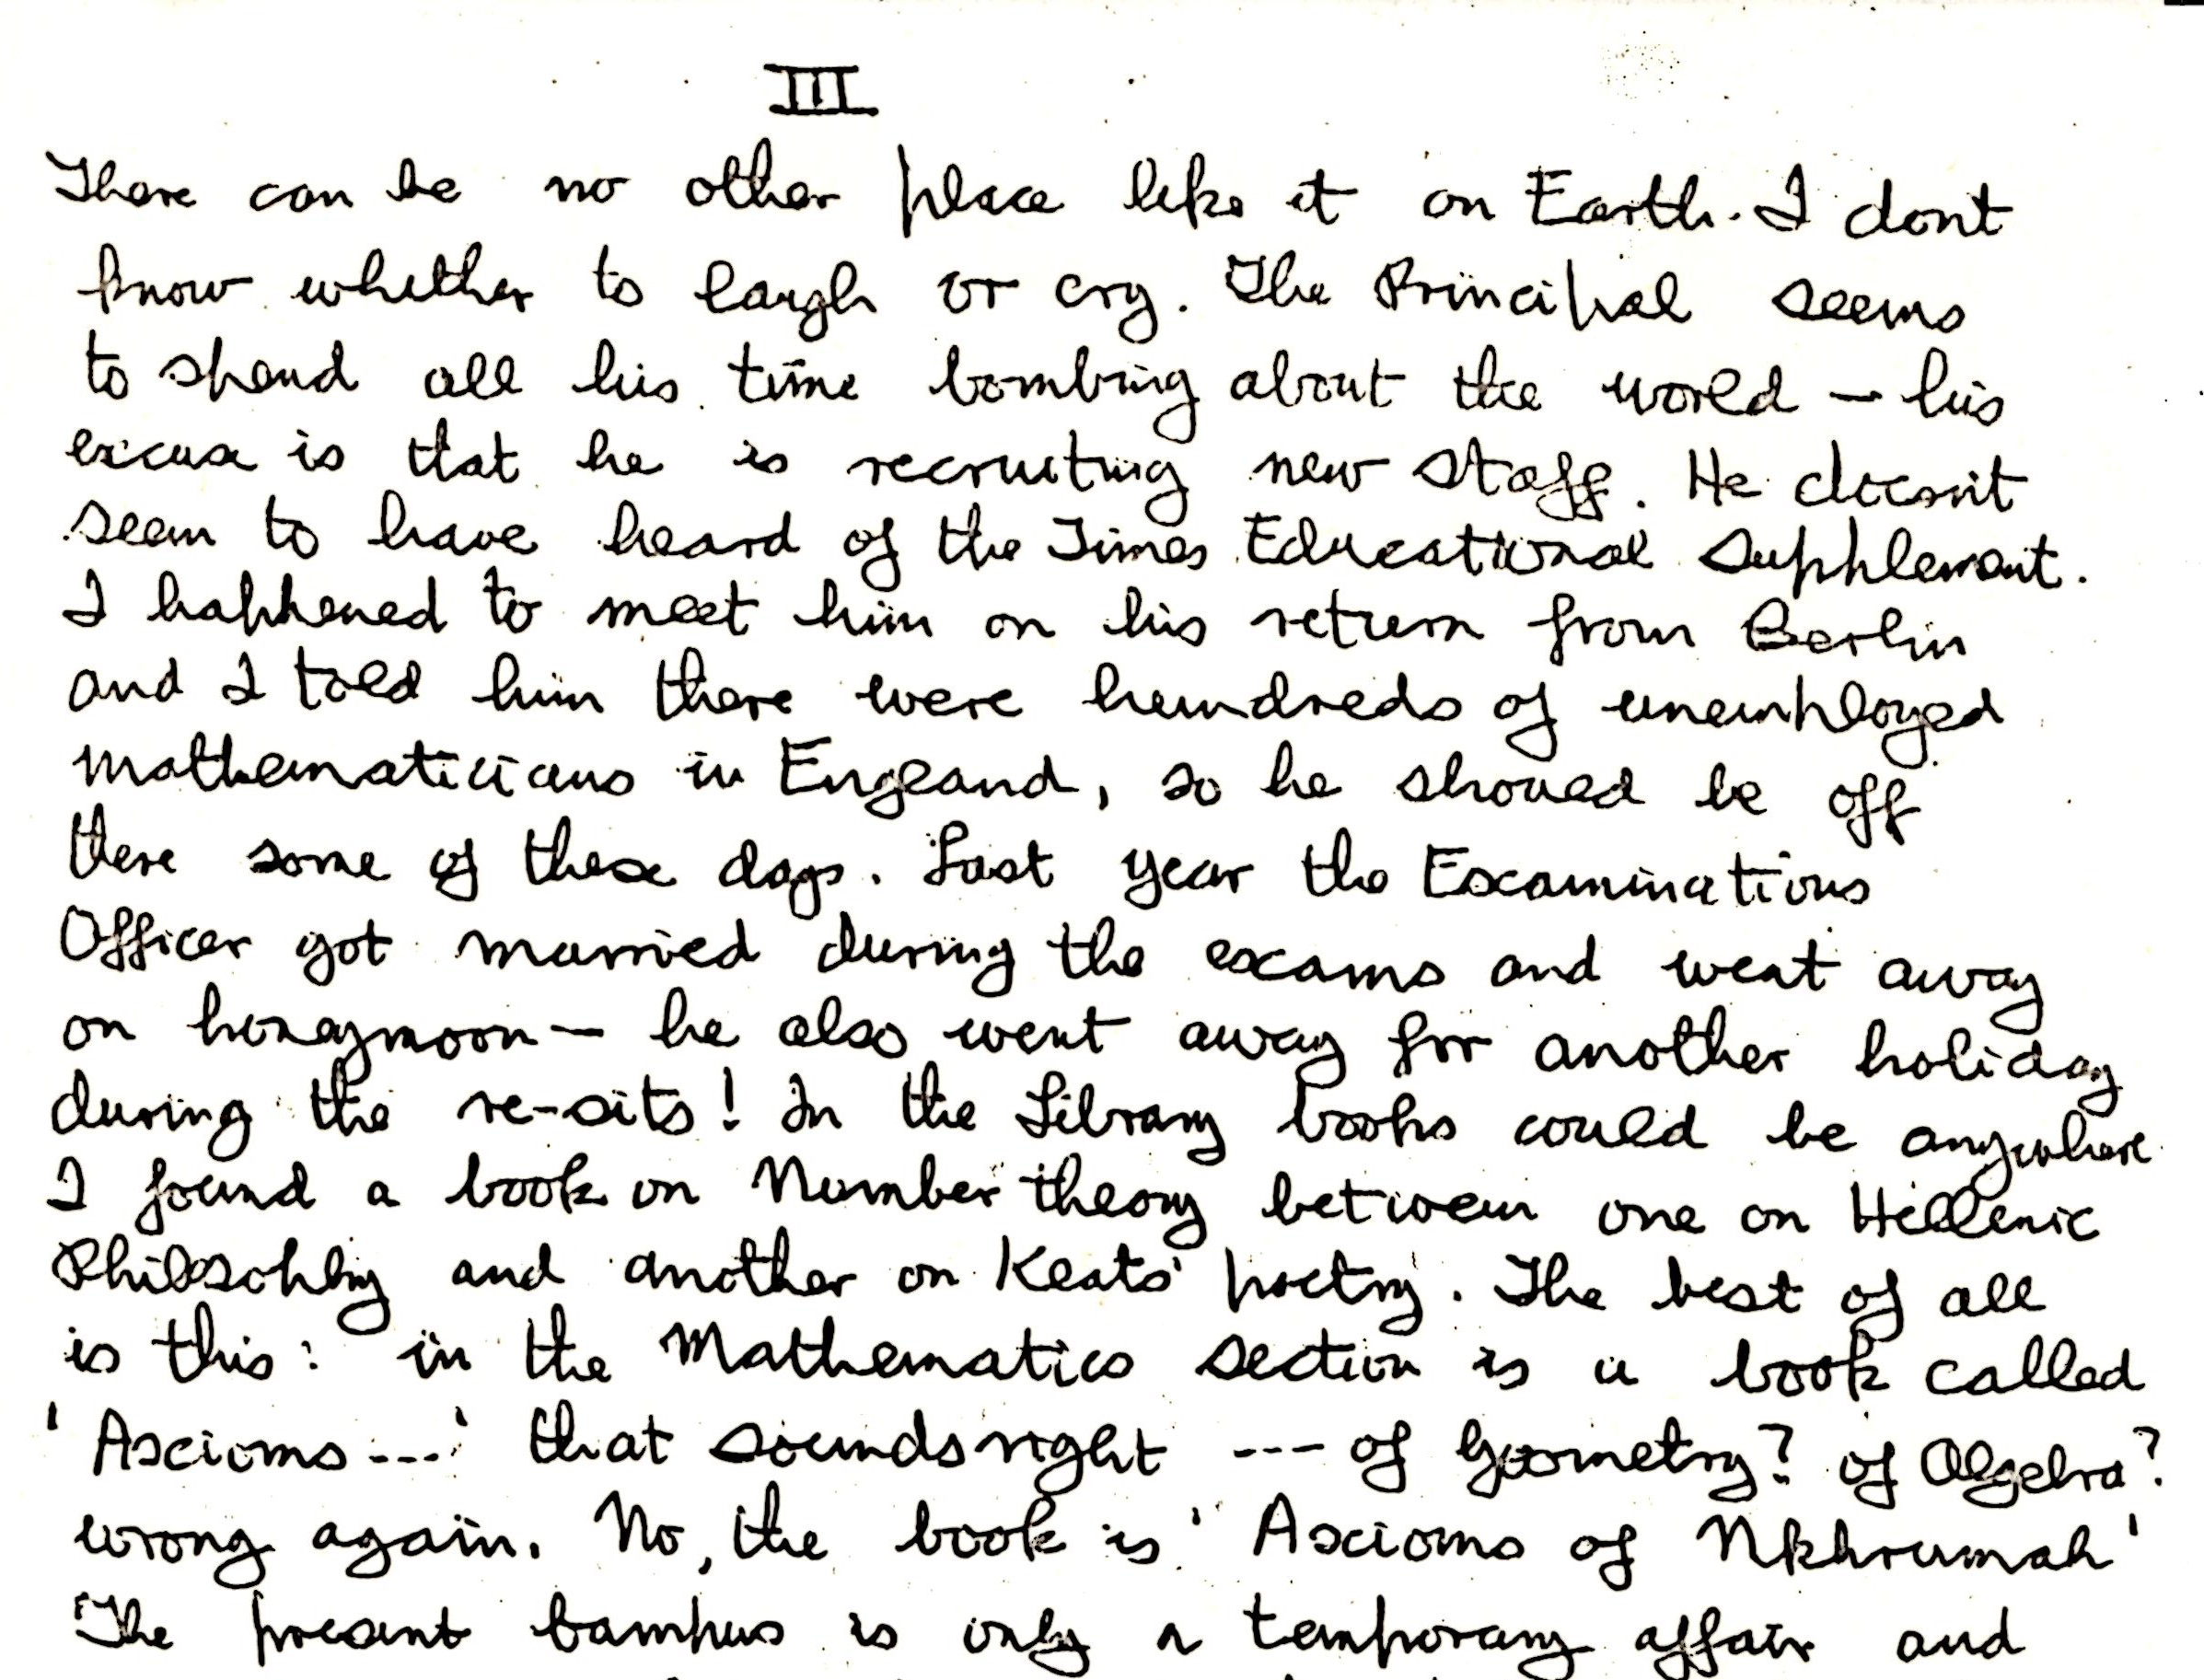 III
There can be no other place like it on Earth. I dont
know whether to laugh or cry. The Principal seems
to spend all his time bombing about the world – his
excuse is that he is recruiting new staff. He doesn't
seem to have heard of the Times Educational Supplement.
I happened to meet him on his return from Berlin
and I told him there were hundreds of unemployed
mathematicians in England, so he should be off
there some of these days. Last year the Examinations
Officer got married during the exams and went away
on honeymoon – he also went away for another holiday
during the re-sits! In the Library books could be anywhere.
I found a book on Number theory between one on Hellenic
Philosophy and another on Keats' poetry. The best of all
is this: in the Mathematics section is a book called
'Axioms ---' that sounds right --- of Geometry? of Algebra?
wrong again. No, the book is 'Axioms of Nkhrumah'
The present campus is only a temporary affair and